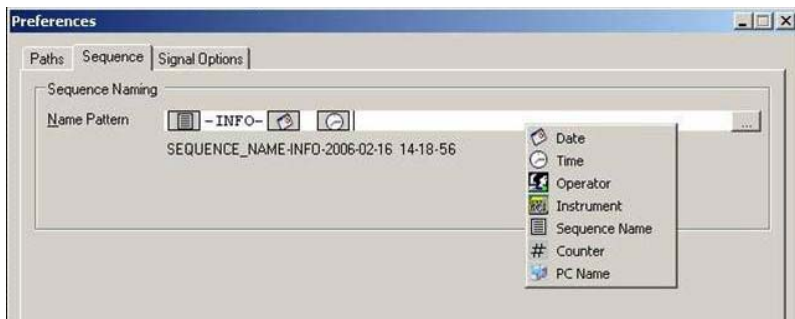 Preferences
Paths Sequence Signal Options
Sequence Naming
Name Pattern -INFO- ...
SEQUENCE_NAME-INFO-2006-02-16 14-18-56
Date
Time
Operator
Instrument
Sequence Name
# Counter
PC Name